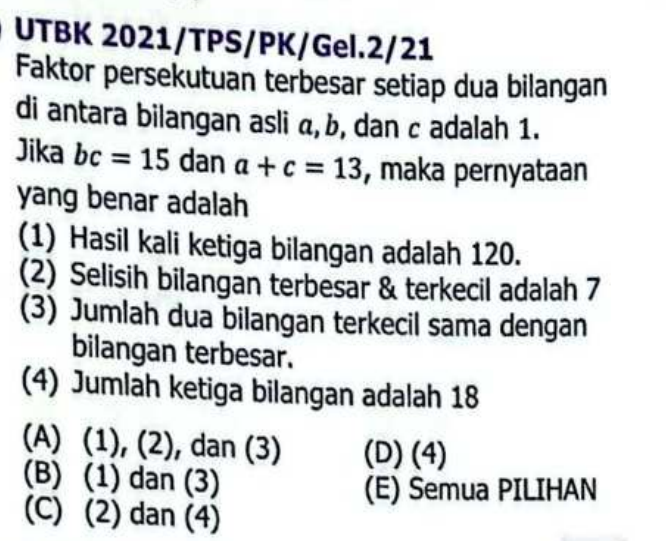 UTBK 2021/TPS/PK/Gel.2/21
Faktor persekutuan terbesar setiap dua bilangan
di antara bilangan asli a, b, dan c adalah 1.
Jika bc = 15 dan a + c = 13, maka pernyataan
yang benar adalah
(1) Hasil kali ketiga bilangan adalah 120.
(2) Selisih bilangan terbesar & terkecil adalah 7
(3) Jumlah dua bilangan terkecil sama dengan
bilangan terbesar.
(4) Jumlah ketiga bilangan adalah 18
(A) (1), (2), dan (3)
(B) (1) dan (3)
(C) (2) dan (4)
(D) (4)
(E) Semua PILIHAN